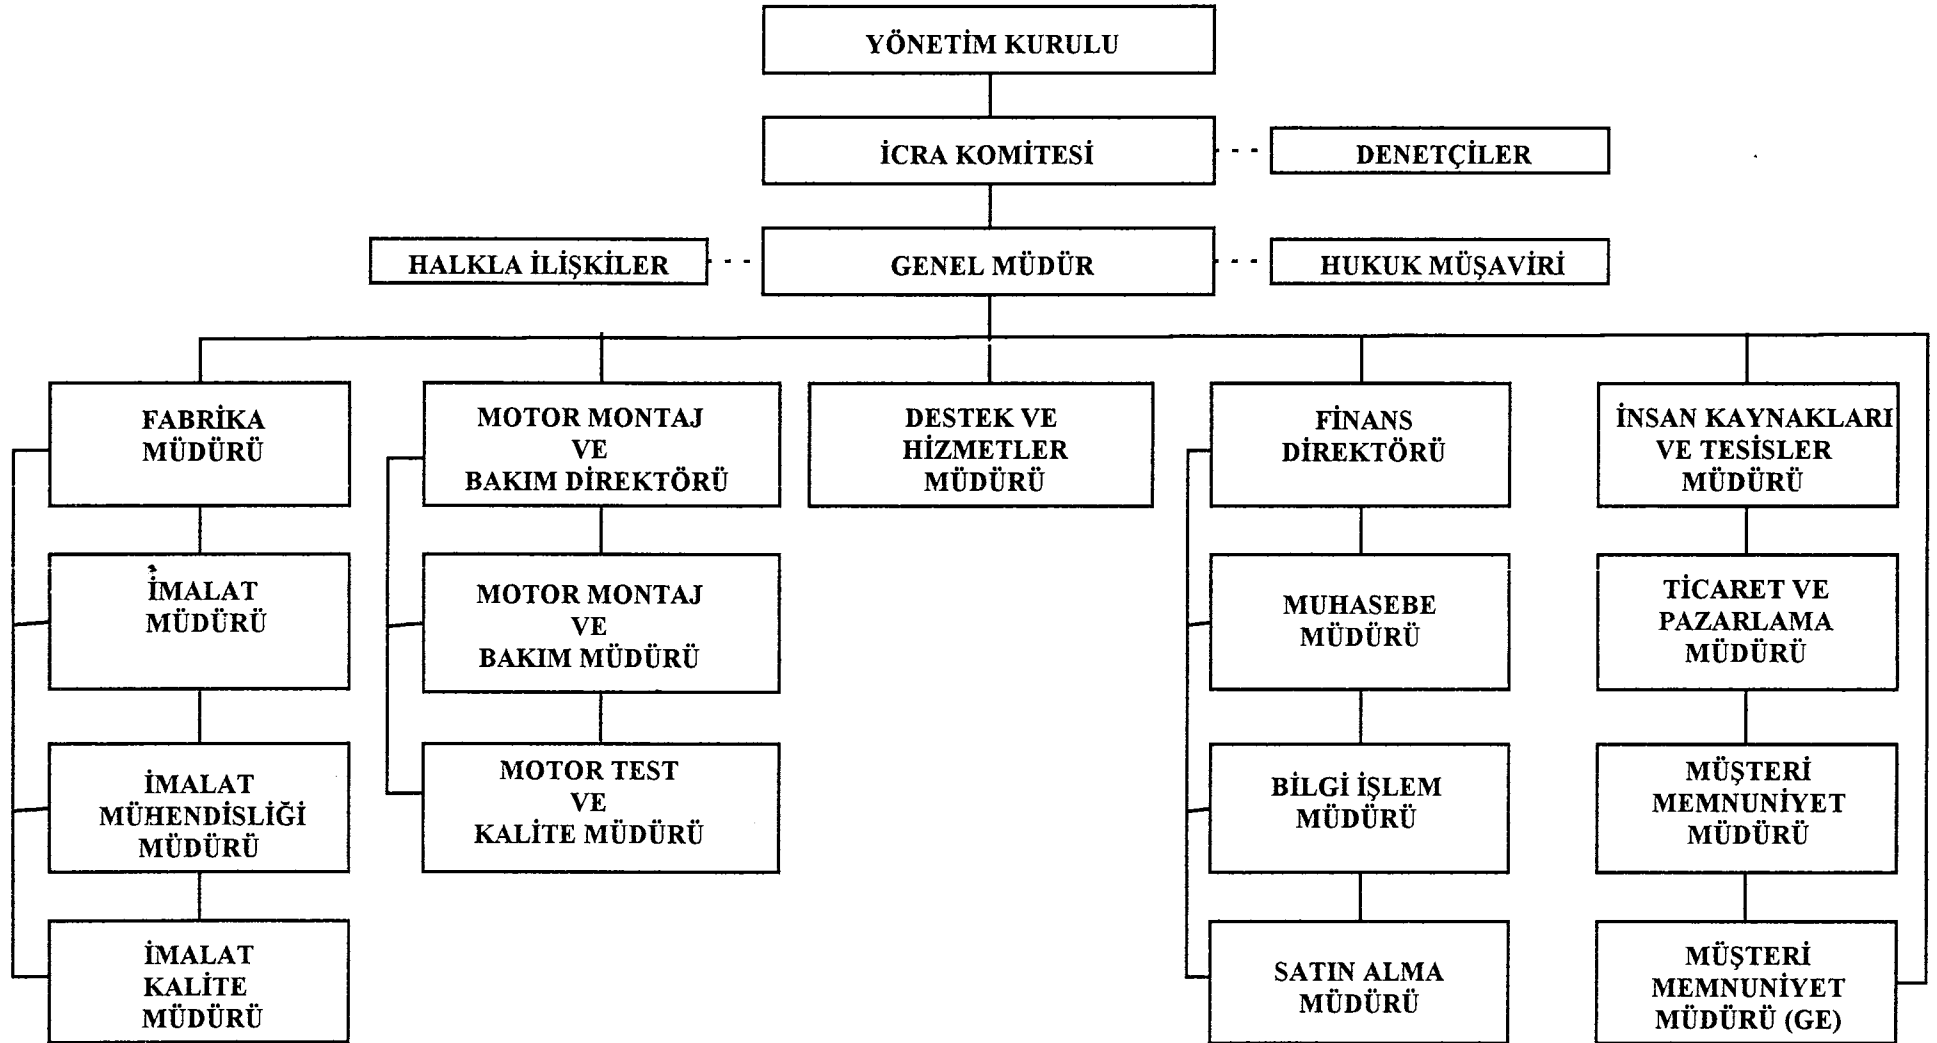 YÖNETİM KURULU
İCRA KOMİTESİ
DENETÇİLER
HALKLA İLİŞKİLER
GENEL MÜDÜR
HUKUK MÜŞAVİRİ
FABRİKA
MÜDÜRÜ
MOTOR MONTAJ
VE
BAKIM DİREKTÖRÜ
DESTEK VE
HİZMETLER
MÜDÜRÜ
FİNANS
DİREKTÖRÜ
İNSAN KAYNAKLARI
VE TESİSLER
MÜDÜRÜ
İMALAT
MÜDÜRÜ
MOTOR MONTAJ
VE
BAKIM MÜDÜRÜ
MUHASEBE
MÜDÜRÜ
TİCARET VE
PAZARLAMA
MÜDÜRÜ
İMALAT
MÜHENDİSLİĞİ
MÜDÜRÜ
MOTOR TEST
VE
KALİTE MÜDÜRÜ
BİLGİ İŞLEM
MÜDÜRÜ
MÜŞTERİ
MEMNUNİYET
MÜDÜRÜ
İMALAT
KALİTE
MÜDÜRÜ
SATIN ALMA
MÜDÜRÜ
MÜŞTERİ
MEMNUNİYET
MÜDÜRÜ (GE)